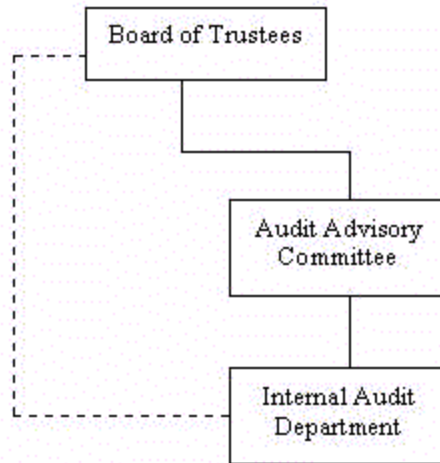 Board of Trustees
Audit Advisory
Committee
Internal Audit
Department